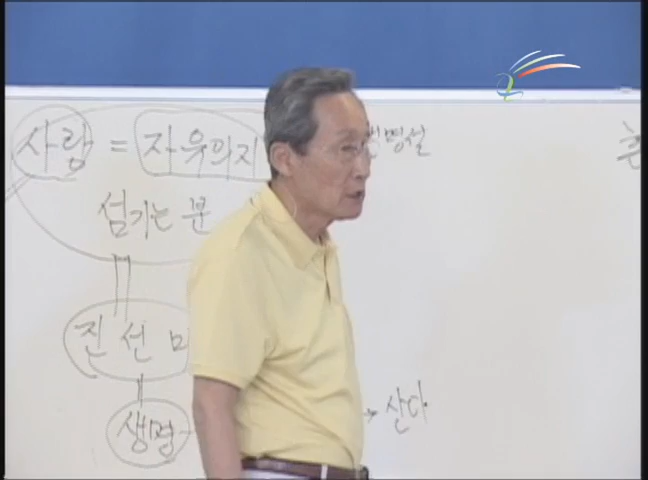 사랑 = 자유의지
섬기는 분
진 선 미
생명
→ 산다.